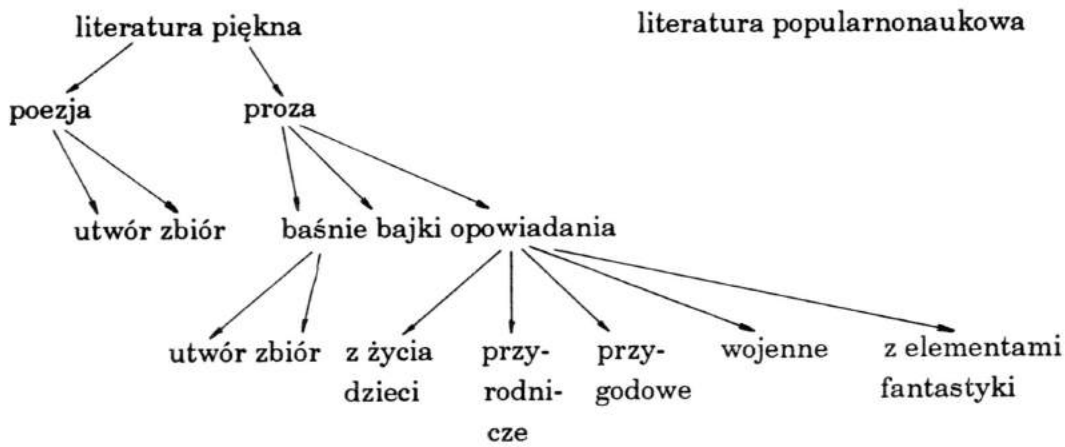 literatura piękna literatura popularnonaukowa
poezja proza
utwór zbiór baśnie bajki opowiadania
utwór zbiór z życia przy- przy- wojenne z elementami
dzieci rodni- godowe fantastyki
cze